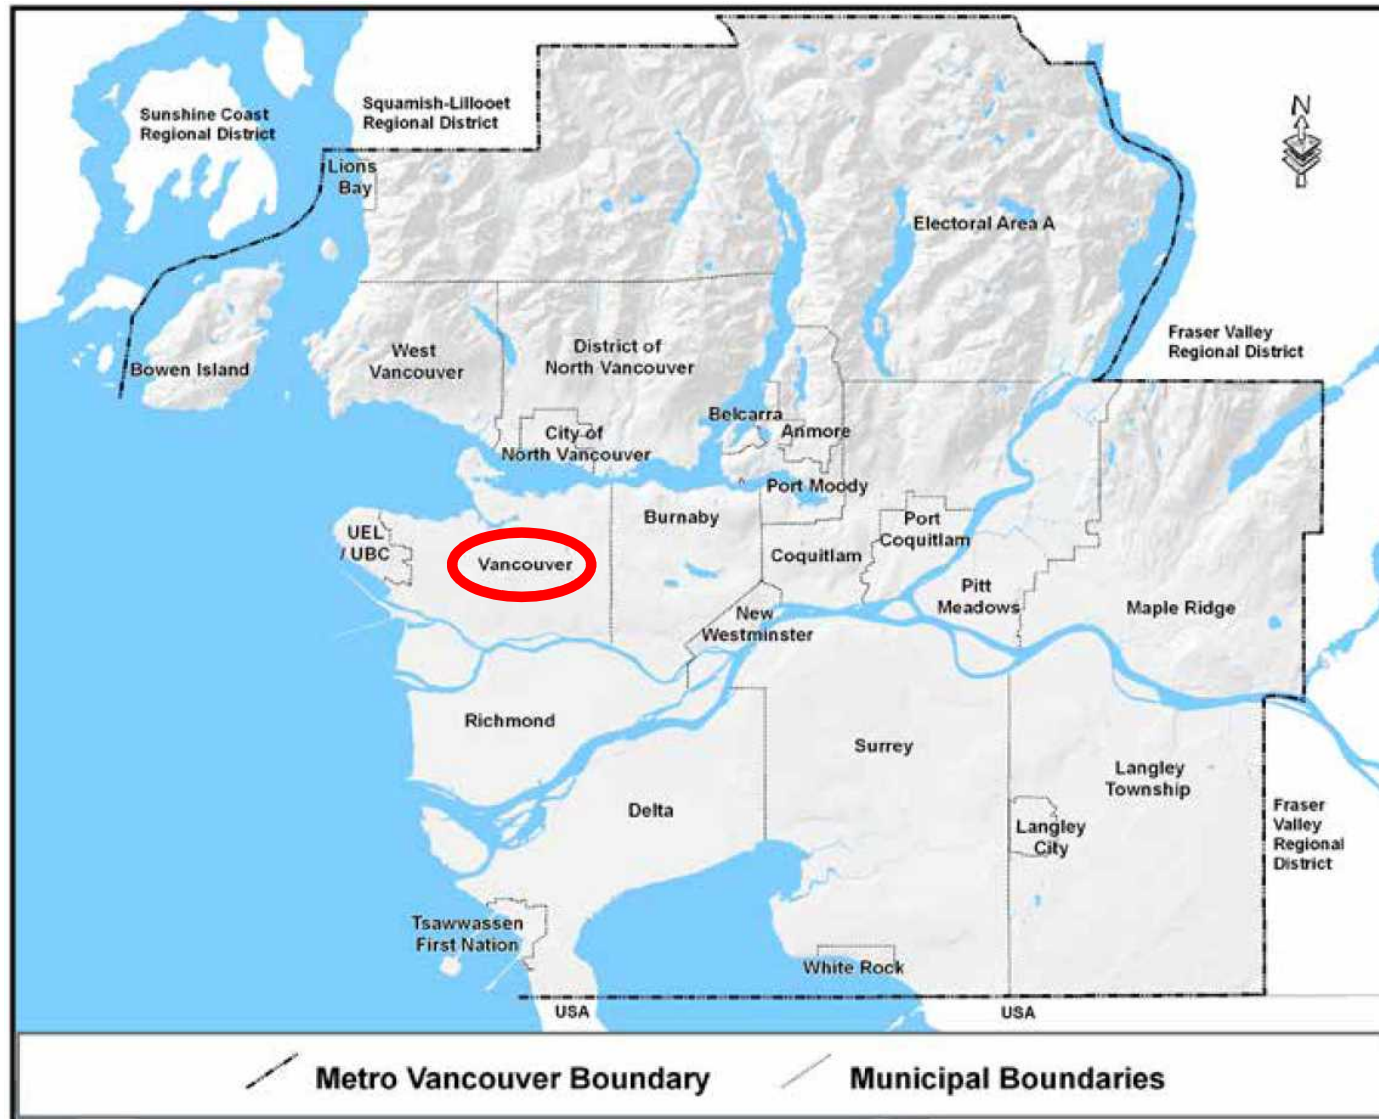 Sunshine Coast
Regional District
Squamish-Lillooet
Regional District
N
Lions
Bay
Electoral Area A
Fraser Valley
Regional District
Bowen Island
West
Vancouver
District of
North Vancouver
Belcarra
Anmore
City of
North Vancouver
Port Moody
UEL
/ UBC
Vancouver
Burnaby
Coquitlam
Port
Coquitlam
Pitt
Meadows
Maple Ridge
New
Westminster
Richmond
Surrey
Langley
Township
Delta
Langley
City
Fraser
Valley
Regional
District
Tsawwassen
First Nation
White Rock
USA
USA
Metro Vancouver Boundary
Municipal Boundaries